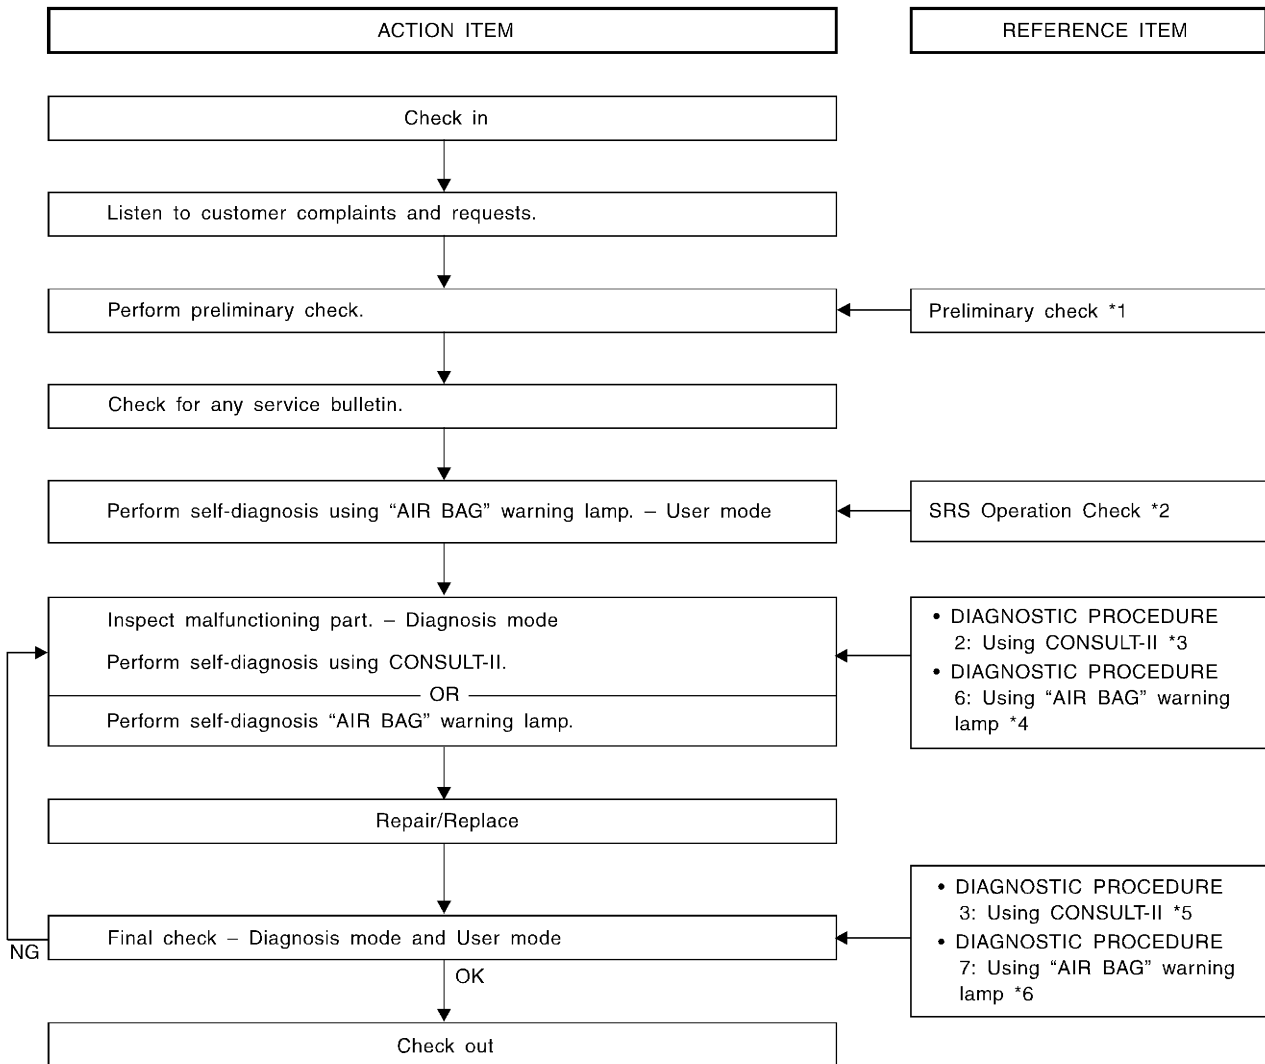 ACTION ITEM
REFERENCE ITEM
Check in
Listen to customer complaints and requests.
Perform preliminary check.
Preliminary check *1
Check for any service bulletin.
Perform self-diagnosis using “AIR BAG” warning lamp. – User mode
SRS Operation Check *2
Inspect malfunctioning part. – Diagnosis mode
Perform self-diagnosis using CONSULT-II.
OR
Perform self-diagnosis “AIR BAG” warning lamp.
• DIAGNOSTIC PROCEDURE
2: Using CONSULT-II *3
• DIAGNOSTIC PROCEDURE
6: Using “AIR BAG” warning
lamp *4
Repair/Replace
Final check – Diagnosis mode and User mode
• DIAGNOSTIC PROCEDURE
3: Using CONSULT-II *5
• DIAGNOSTIC PROCEDURE
7: Using “AIR BAG” warning
lamp *6
NG
OK
Check out